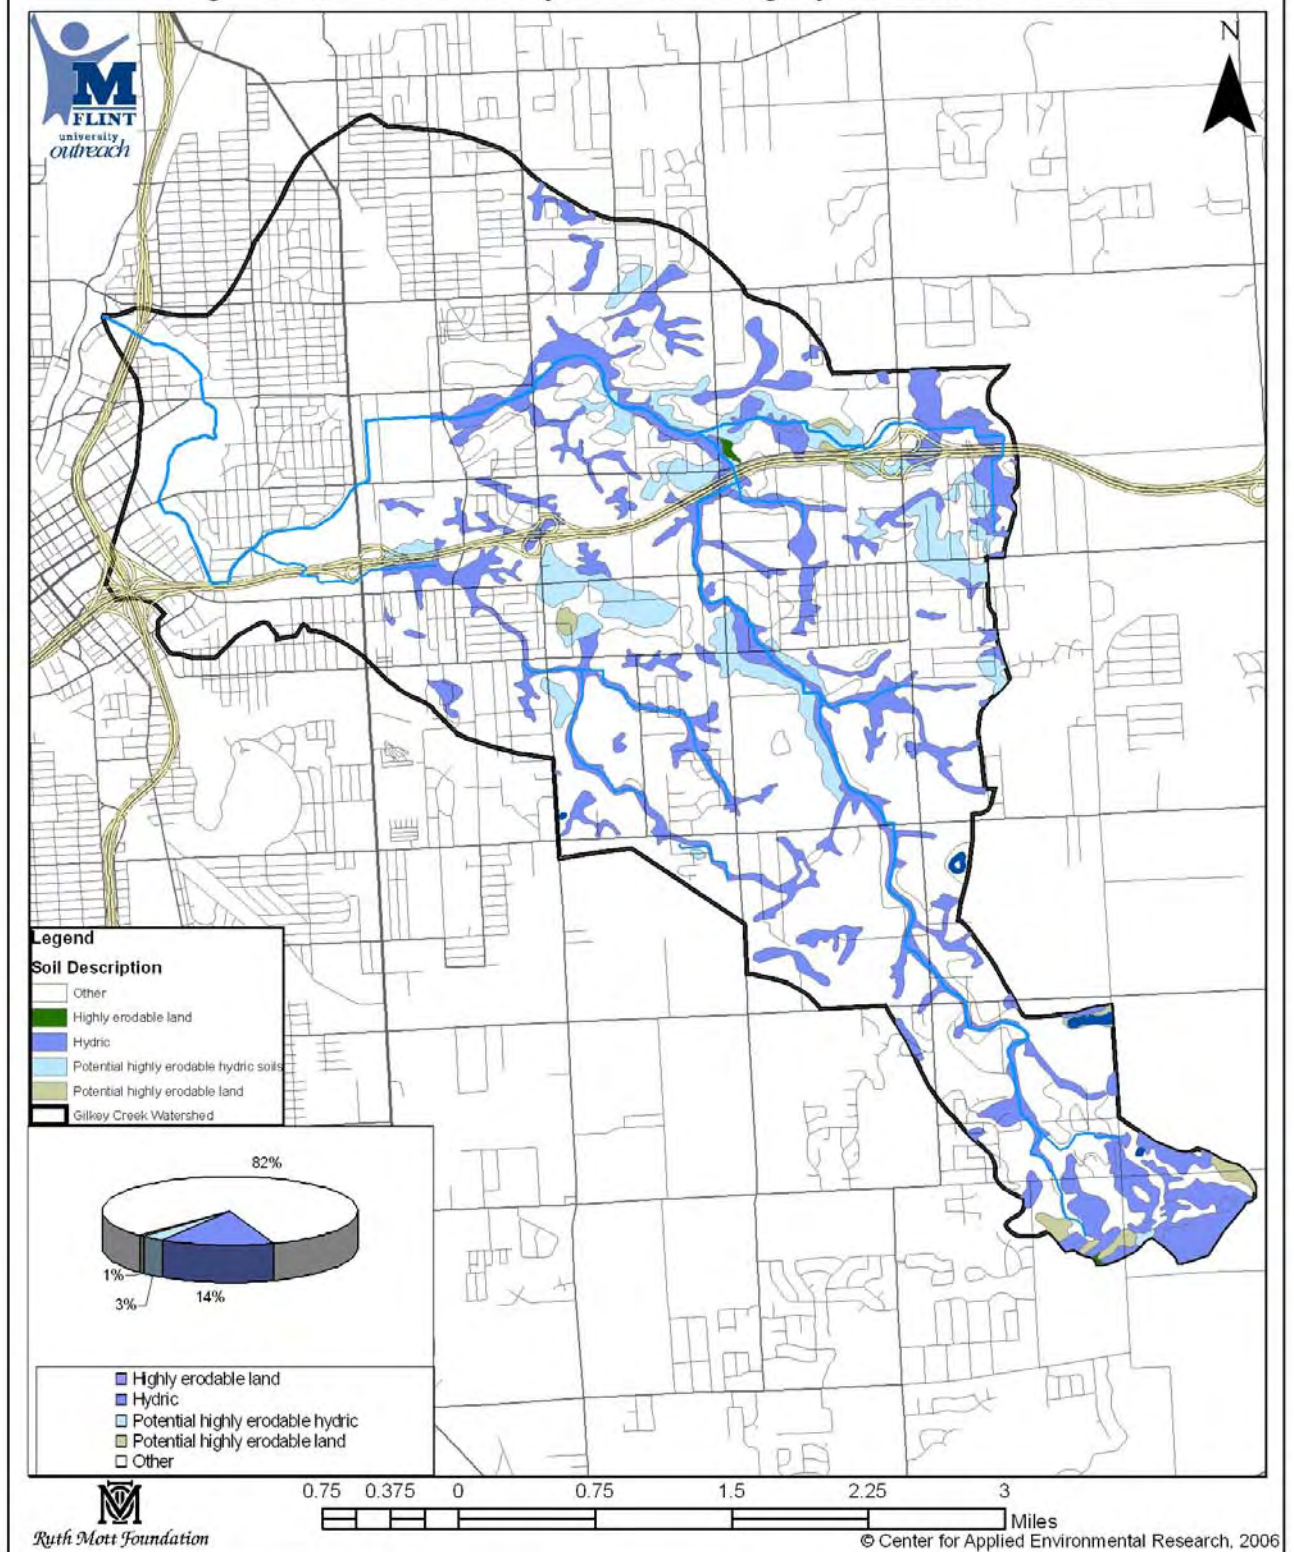 N
M
FLINT
university
outreach
Legend
Soil Description
Other
Highly erodable land
Hydric
Potential highly erodable hydric soils
Potential highly erodable land
Gilkey Creek Watershed
82%
1%
3%
14%
Highly erodable land
Hydric
Potential highly erodable hydric
Potential highly erodable land
Other
0.75 0.375 0 0.75 1.5 2.25 3
Miles
Ruth Mott Foundation
© Center for Applied Environmental Research, 2006